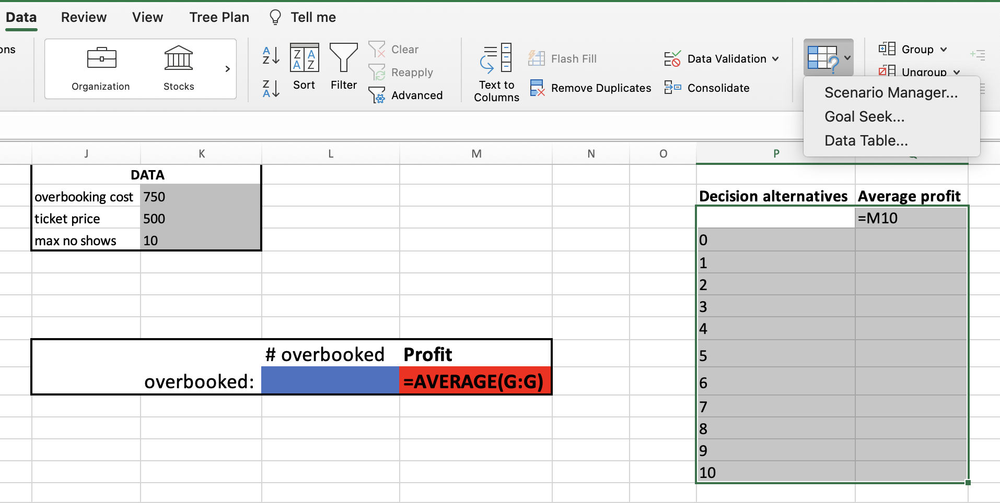 Data Review View Tree Plan Tell me
ons
Organization Stocks
A
Z
Z
A
Z A
A Z
Sort Filter
Clear
Reapply
Advanced
Text to
Columns
Flash Fill
Remove Duplicates
Data Validation
Consolidate
Group
Ungroup
Scenario Manager...
Goal Seek...
Data Table...
J K L M N O P
DATA
overbooking cost 750
ticket price 500
max no shows 10
Decision alternatives Average profit
=M10
0
1
2
3
4
5
6
7
8
9
10
# overbooked Profit
overbooked: =AVERAGE(G:G)